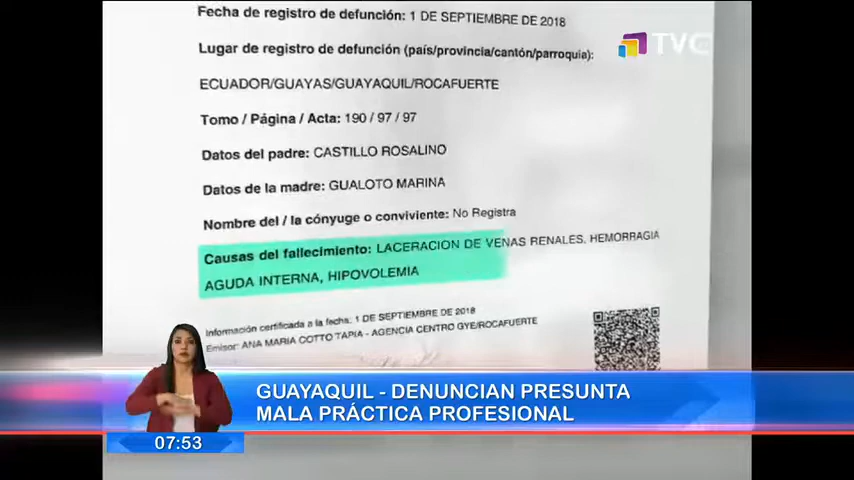 Fecha de registro de defunción: 1 DE SEPTIEMBRE DE 2018
Lugar de registro de defunción (país/provincia/cantón/parroquia):
TVC
ECUADOR/GUAYAS/GUAYAQUIL/ROCAFUERTE
Tomo / Página / Acta: 190 / 97 / 97
Datos del padre: CASTILLO ROSALINO
Datos de la madre: GUALOTO MARINA
Nombre del / la cónyuge o conviviente: No Registra
Causas del fallecimiento: LACERACION DE VENAS RENALES. HEMORRAGIA
AGUDA INTERNA, HIPOVOLEMIA
Información certificada a la fecha: 1 DE SEPTIEMBRE DE 2018
Emisor: ANA MARIA COTTO TAPIA - AGENCIA CENTRO GYE/ROCAFUERTE
GUAYAQUIL - DENUNCIAN PRESUNTA
MALA PRÁCTICA PROFESIONAL
07:53